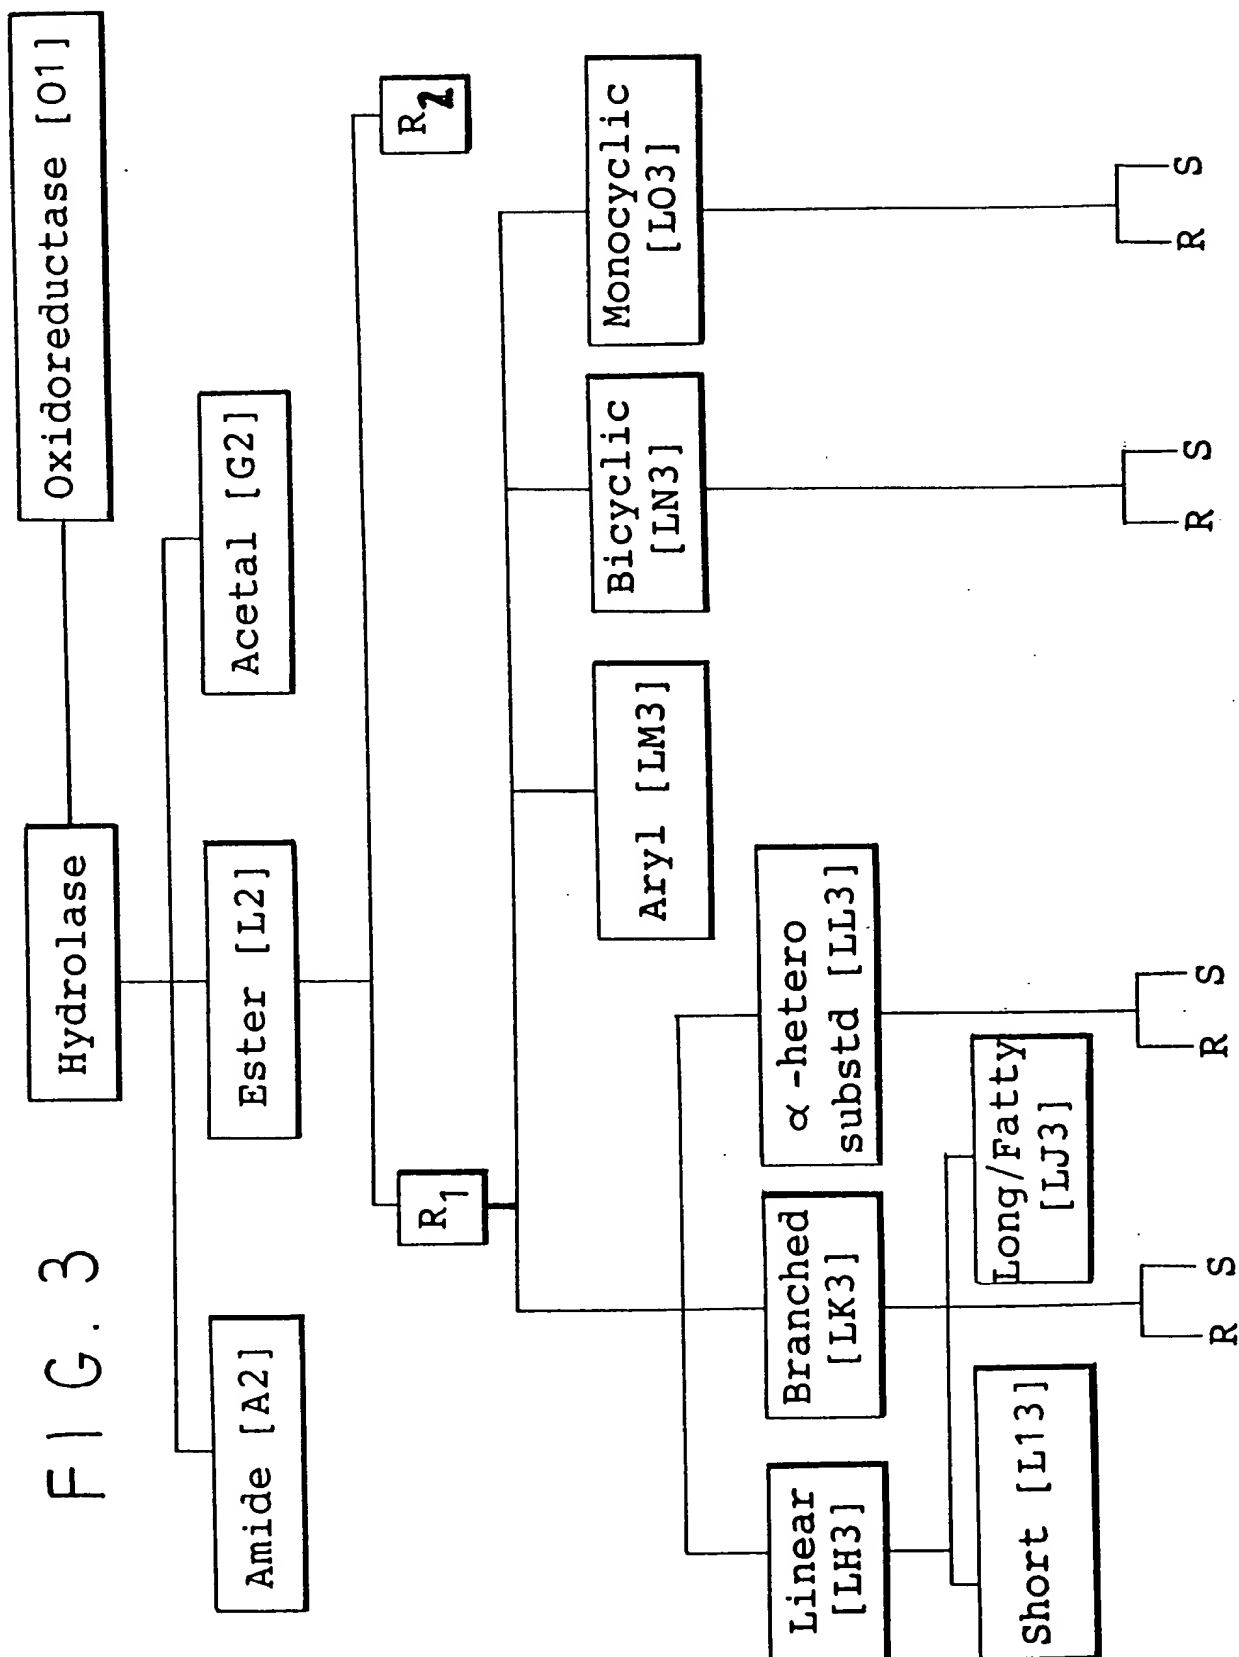 FIG. 3
Hydrolase
Oxidoreductase [01]
Amide [A2]
Ester [L2]
Acetal [G2]
R1
R2
Aryl [LM3]
Bicyclic
[LN3]
Monocyclic
[LO3]
Linear
[LH3]
Branched
[LK3]
α-hetero
substd [LL3]
Short [L13]
Long/Fatty
[LJ3]
R
S
R
S
R
S
R
S